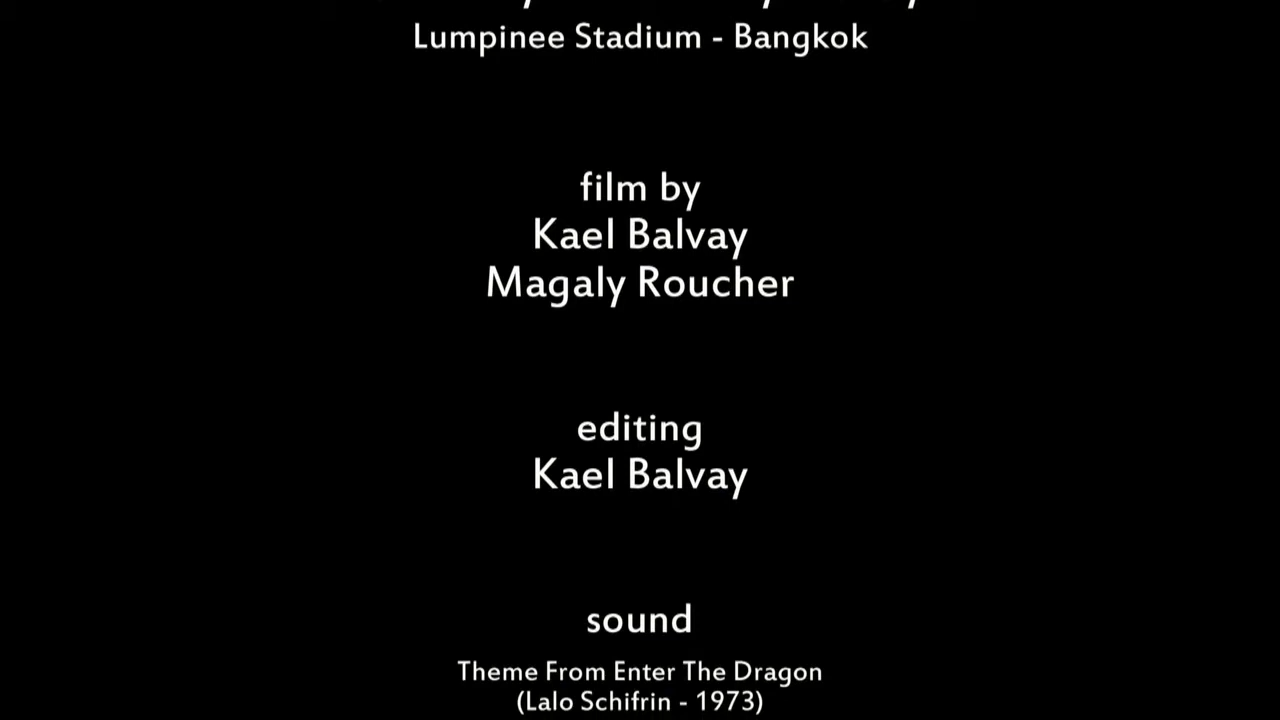 Lumpinee Stadium - Bangkok
film by
Kael Balvay
Magaly Roucher
editing
Kael Balvay
sound
Theme From Enter The Dragon
(Lalo Schifrin - 1973)